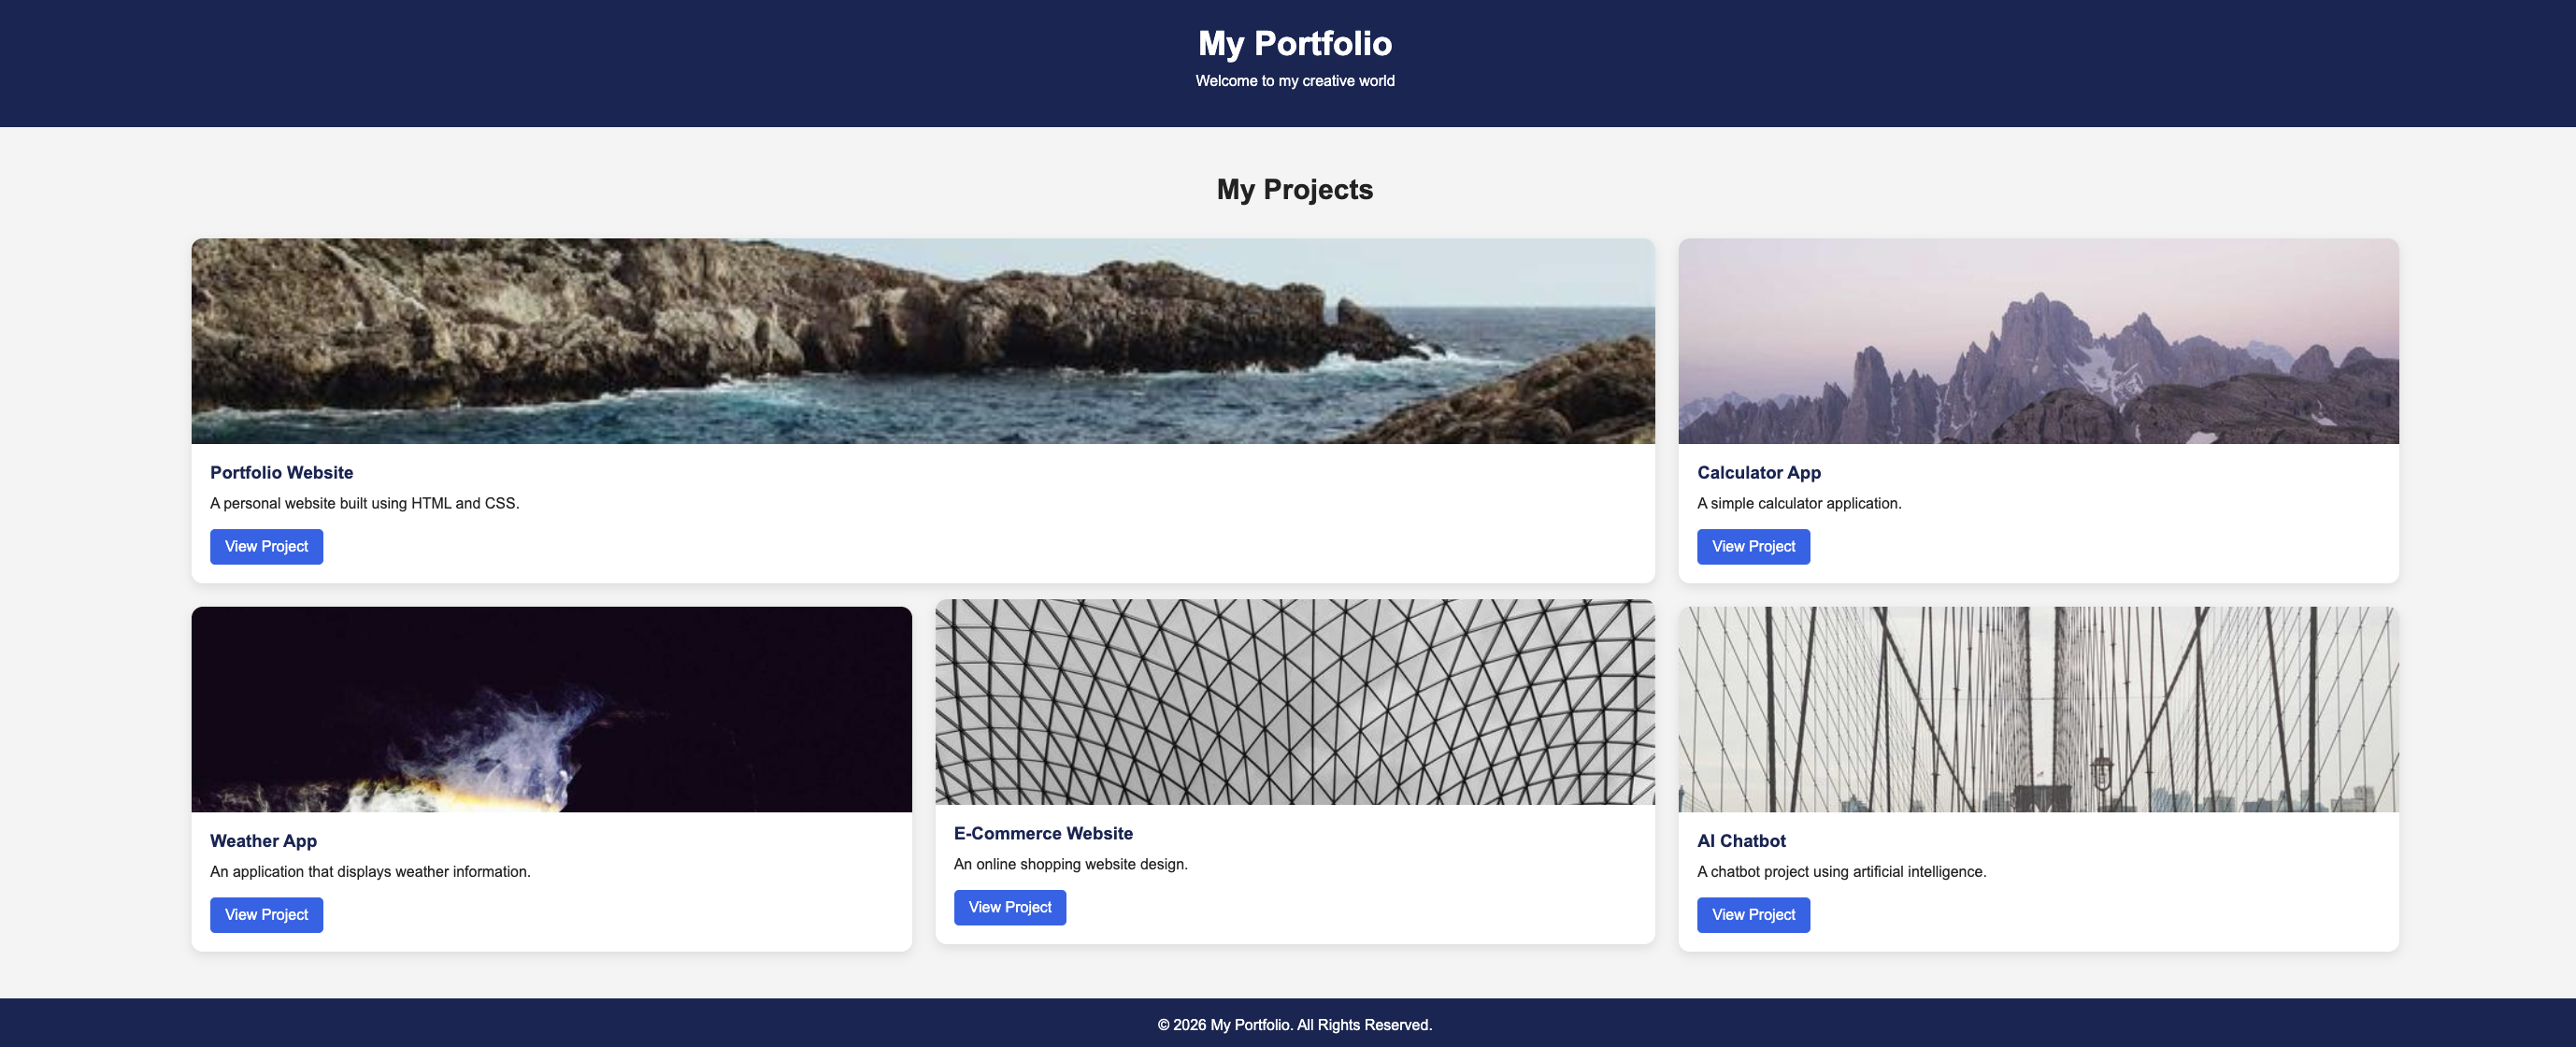 My Portfolio
Welcome to my creative world
My Projects
Portfolio Website
A personal website built using HTML and CSS.
View Project
Calculator App
A simple calculator application.
View Project
Weather App
An application that displays weather information.
View Project
E-Commerce Website
An online shopping website design.
View Project
AI Chatbot
A chatbot project using artificial intelligence.
View Project
© 2026 My Portfolio. All Rights Reserved.